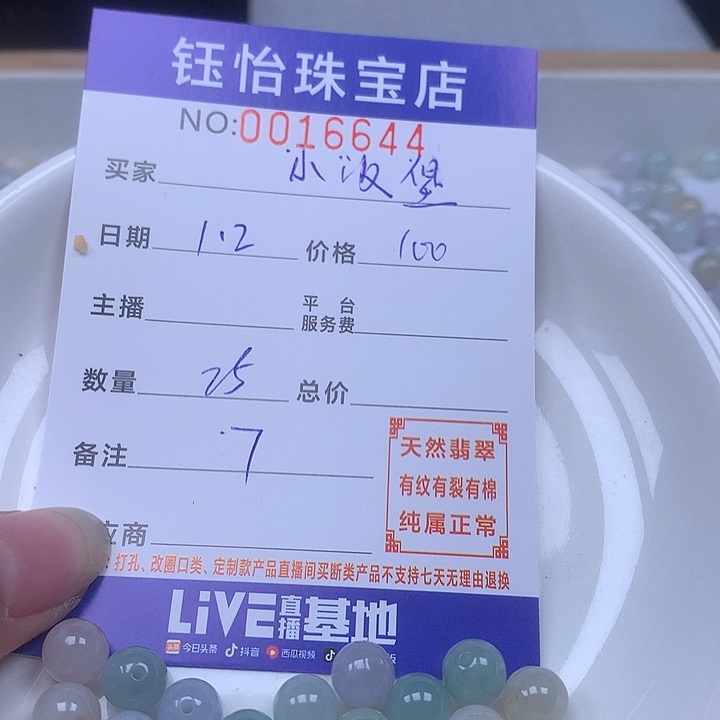 钰怡珠宝店
NO:0016644
买家 小汉堡
日期 1.2 价格 100
主播 平台服务费
数量 25 总价
备注 .7
应商
天然翡翠
有纹有裂有棉
纯属正常
：打孔、改圈口类、定制款产品直播间买断类产品不支持七天无理由退换
LiVE直播基地
头条 今日头条 抖音 西瓜视频